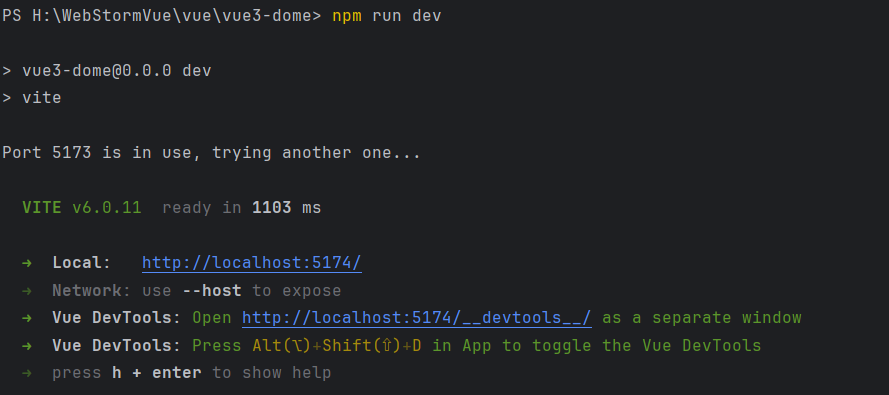 PS H:\WebStormVue\vue\vue3-dome> npm run dev
> vue3-dome@0.0.0 dev
> vite
Port 5173 is in use, trying another one...
VITE v6.0.11  ready in 1103 ms
➜  Local:   http://localhost:5174/
➜  Network: use --host to expose
➜  Vue DevTools: Open http://localhost:5174/__devtools__/ as a separate window
➜  Vue DevTools: Press Alt(⌥)+Shift(⇧)+D in App to toggle the Vue DevTools
➜  press h + enter to show help